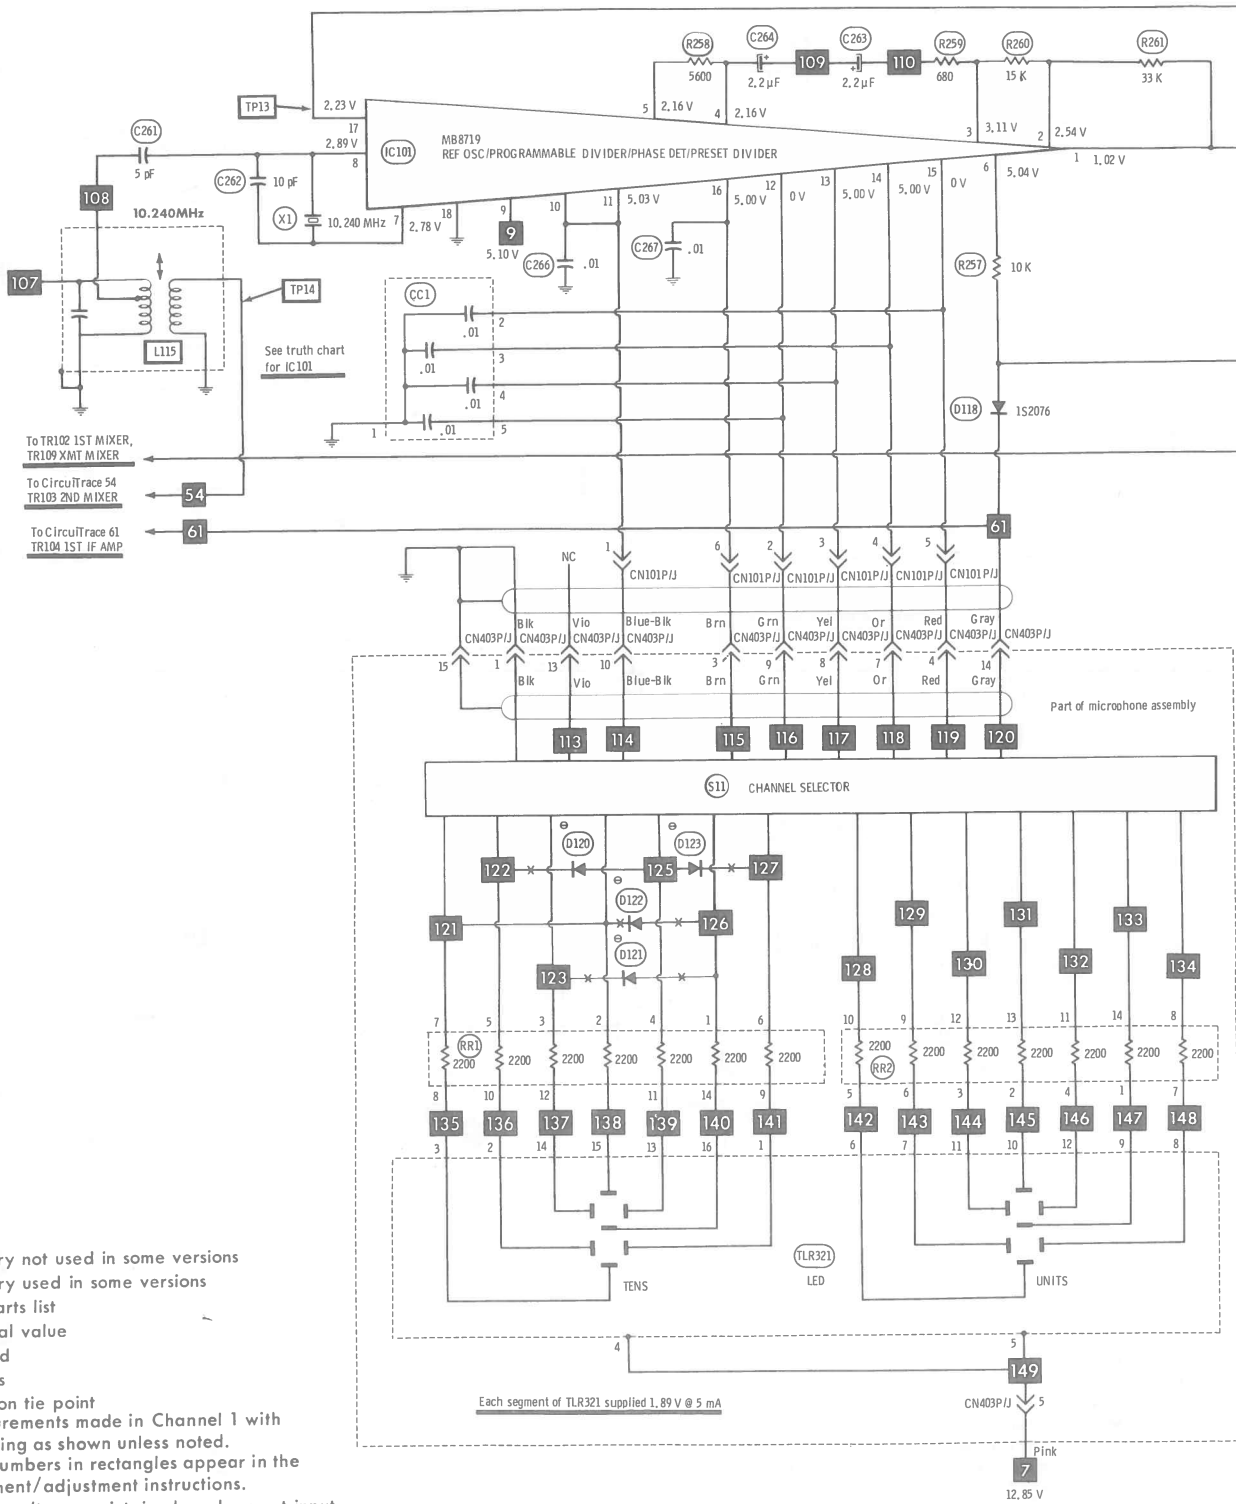 R258
5600
C264
2.2 µF
109
C263
2.2 µF
110
R259
680
R260
15 K
R261
33 K
TP13
2.23 V
17
2.89 V
8
5
2.16 V
4
2.16 V
3
3.11 V
2
2.54 V
1
1.02 V
IC101
MB8719
REF OSC/PROGRAMMABLE DIVIDER/PHASE DET/PRESET DIVIDER
C261
5 pF
C262
10 pF
108
10.240MHz
X1
10.240 MHz
7
2.78 V
18
9
9
5.10 V
10
11
5.03 V
16
5.00 V
12
0 V
13
5.00 V
14
5.00 V
15
0 V
6
5.04 V
C266
.01
C267
.01
R257
10 K
107
TP14
L115
See truth chart
for IC101
CC1
.01
2
.01
3
.01
4
.01
5
1
D118
1S2076
To TR102 1ST MIXER,
TR109 XMT MIXER
To CircuiTrace 54
TR103 2ND MIXER
54
To CircuiTrace 61
TR104 1ST IF AMP
61
61
NC
1
6
2
3
4
5
CN101P/J
CN101P/J
CN101P/J
CN101P/J
CN101P/J
CN101P/J
Blk
Vio
Blue-Blk
Brn
Grn
Yel
Or
Red
Gray
CN403P/J
CN403P/J
CN403P/J
CN403P/J
CN403P/J
CN403P/J
CN403P/J
CN403P/J
CN403P/J
CN403P/J
15
1
13
10
3
9
8
7
4
14
Blk
Vio
Blue-Blk
Brn
Grn
Yel
Or
Red
Gray
Part of microphone assembly
113
114
115
116
117
118
119
120
S11
CHANNEL SELECTOR
D120
D123
122
125
127
D122
121
126
D121
123
129
131
133
128
130
132
134
7
5
3
2
4
1
6
10
9
12
13
11
14
8
RR1
2200
2200
2200
2200
2200
2200
2200
2200
RR2
2200
2200
2200
2200
2200
2200
8
10
12
11
14
9
5
6
3
2
4
1
7
135
136
137
138
139
140
141
142
143
144
145
146
147
148
3
2
14
15
13
16
1
6
7
11
10
12
9
8
TLR321
LED
TENS
UNITS
4
5
149
Each segment of TLR321 supplied 1.89 V @ 5 mA
CN403P/J
5
Pink
7
12.85 V
ry not used in some versions
ry used in some versions
arts list
al value
d
s
on tie point
urements made in Channel 1 with
ing as shown unless noted.
umbers in rectangles appear in the
ment/adjustment instructions.